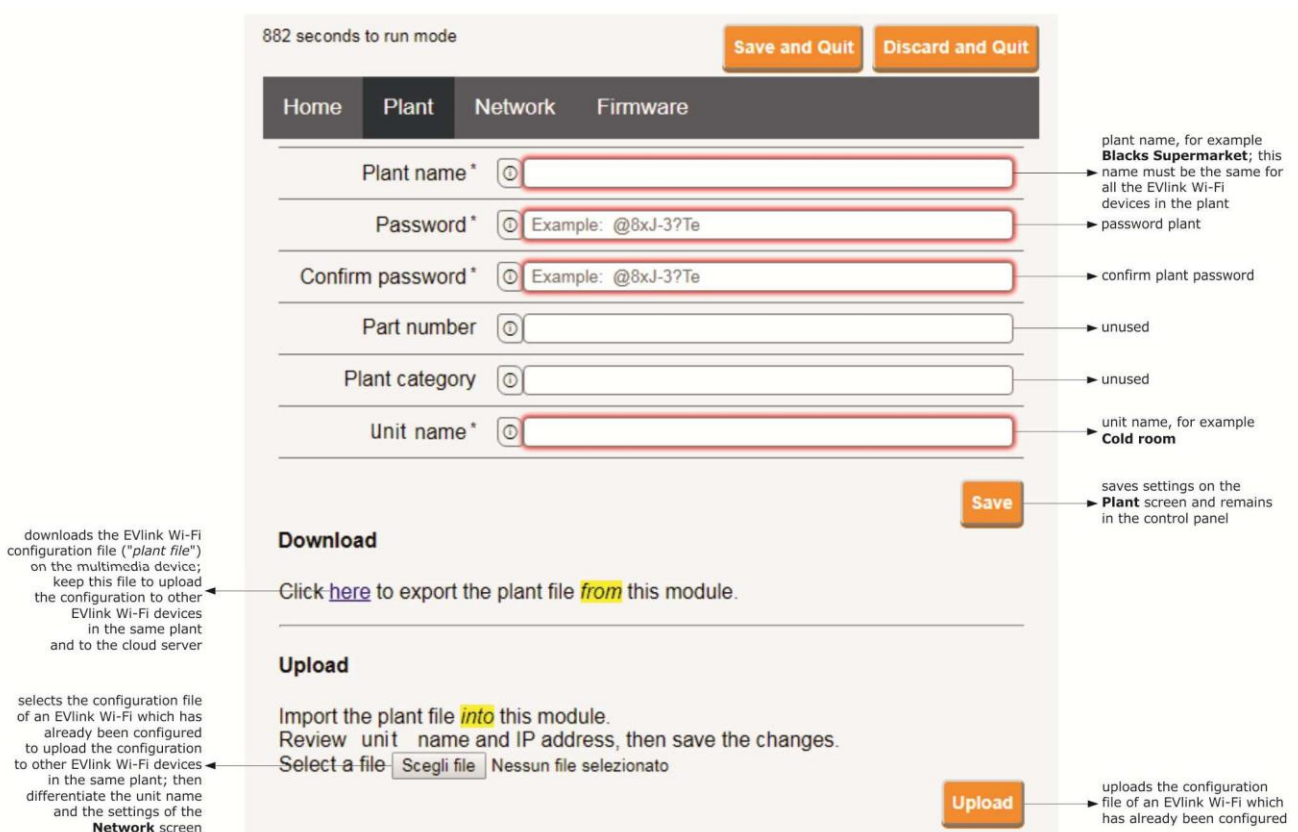 882 seconds to run mode
Save and Quit
Discard and Quit
Home Plant Network Firmware
Plant name *
plant name, for example
Blacks Supermarket; this
name must be the same for
all the EVlink Wi-Fi
devices in the plant
Password *
Example: @8xJ-3?Te
password plant
Confirm password *
Example: @8xJ-3?Te
confirm plant password
Part number
unused
Plant category
unused
Unit name *
unit name, for example
Cold room
Save
saves settings on the
Plant screen and remains
in the control panel
Download
Click here to export the plant file from this module.
downloads the EVlink Wi-Fi
configuration file ("plant file")
on the multimedia device;
keep this file to upload
the configuration to other
EVlink Wi-Fi devices
in the same plant
and to the cloud server
Upload
Import the plant file into this module.
Review unit name and IP address, then save the changes.
Select a file Scegli file Nessun file selezionato
selects the configuration file
of an EVlink Wi-Fi which has
already been configured
to upload the configuration
to other EVlink Wi-Fi devices
in the same plant; then
differentiate the unit name
and the settings of the
Network screen
Upload
uploads the configuration
file of an EVlink Wi-Fi which
has already been configured